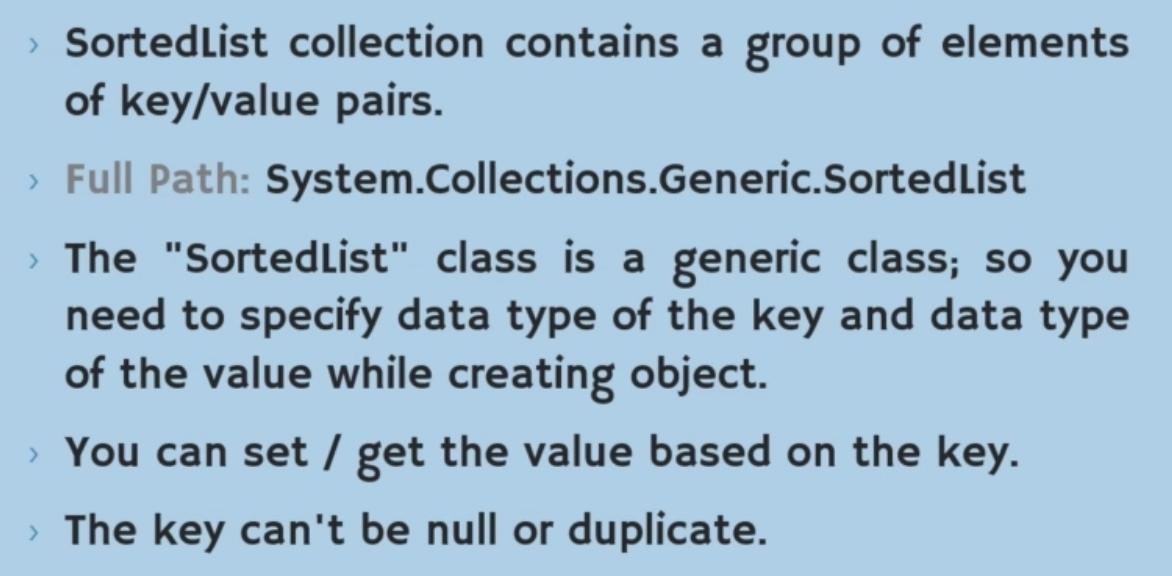 › SortedList collection contains a group of elements
of key/value pairs.
› Full Path: System.Collections.Generic.SortedList
› The "SortedList" class is a generic class; so you
need to specify data type of the key and data type
of the value while creating object.
› You can set / get the value based on the key.
› The key can't be null or duplicate.